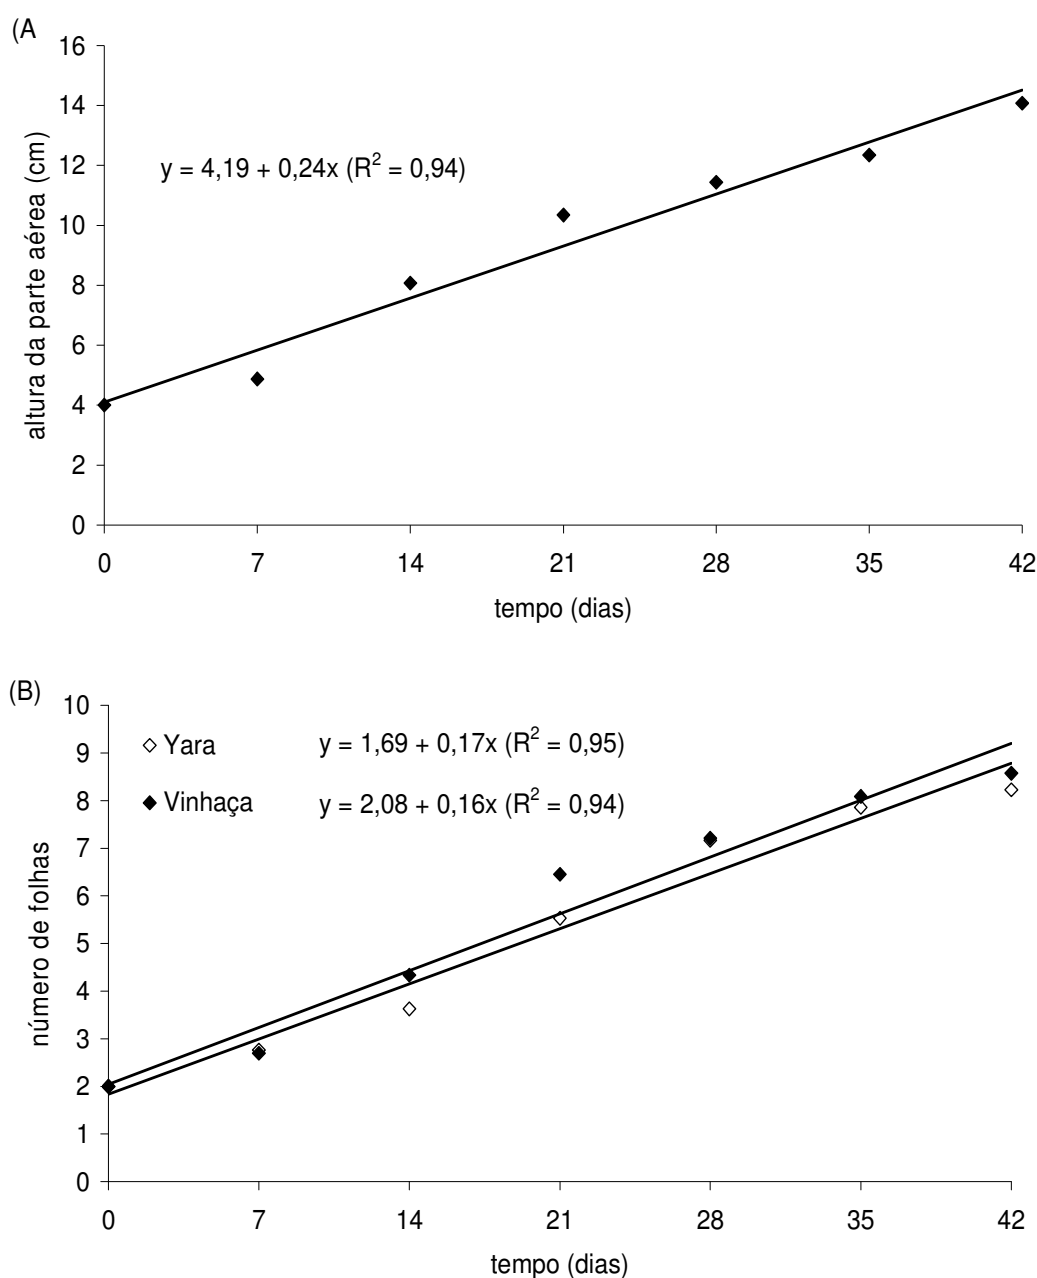 (A
16
14
12
10
8
6
4
2
0
altura da parte aérea (cm)
y = 4,19 + 0,24x (R² = 0,94)
0 7 14 21 28 35 42
tempo (dias)
(B)
10
9
8
7
6
5
4
3
2
1
0
número de folhas
Yara y = 1,69 + 0,17x (R² = 0,95)
Vinhaça y = 2,08 + 0,16x (R² = 0,94)
0 7 14 21 28 35 42
tempo (dias)